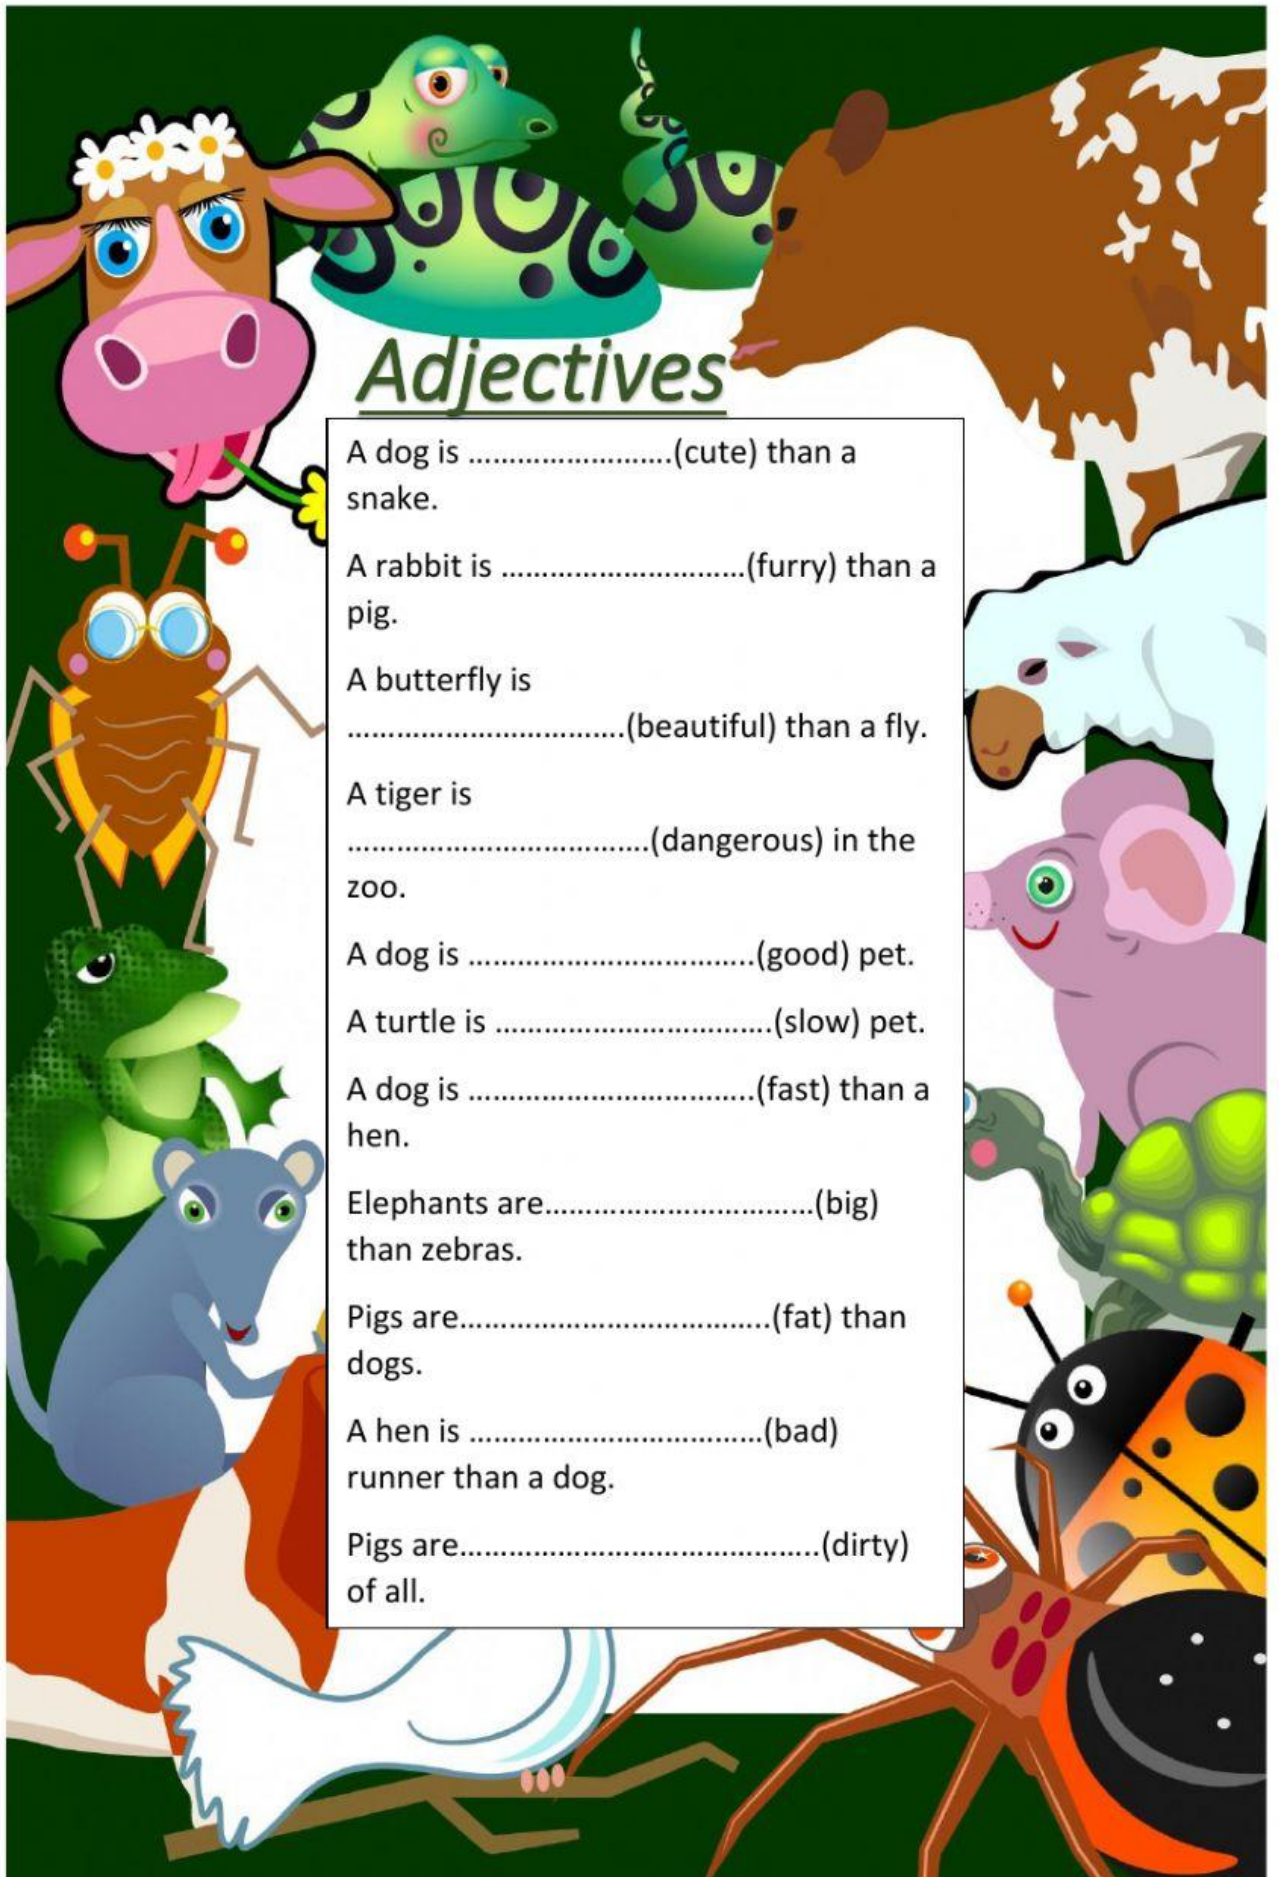 Adjectives
A dog is ............................(cute) than a
snake.
A rabbit is ..............................(furry) than a
pig.
A butterfly is
..................................(beautiful) than a fly.
A tiger is
.....................................(dangerous) in the
zoo.
A dog is ...................................(good) pet.
A turtle is ..................................(slow) pet.
A dog is ...................................(fast) than a
hen.
Elephants are.................................(big)
than zebras.
Pigs are......................................(fat) than
dogs.
A hen is ....................................(bad)
runner than a dog.
Pigs are............................................(dirty)
of all.